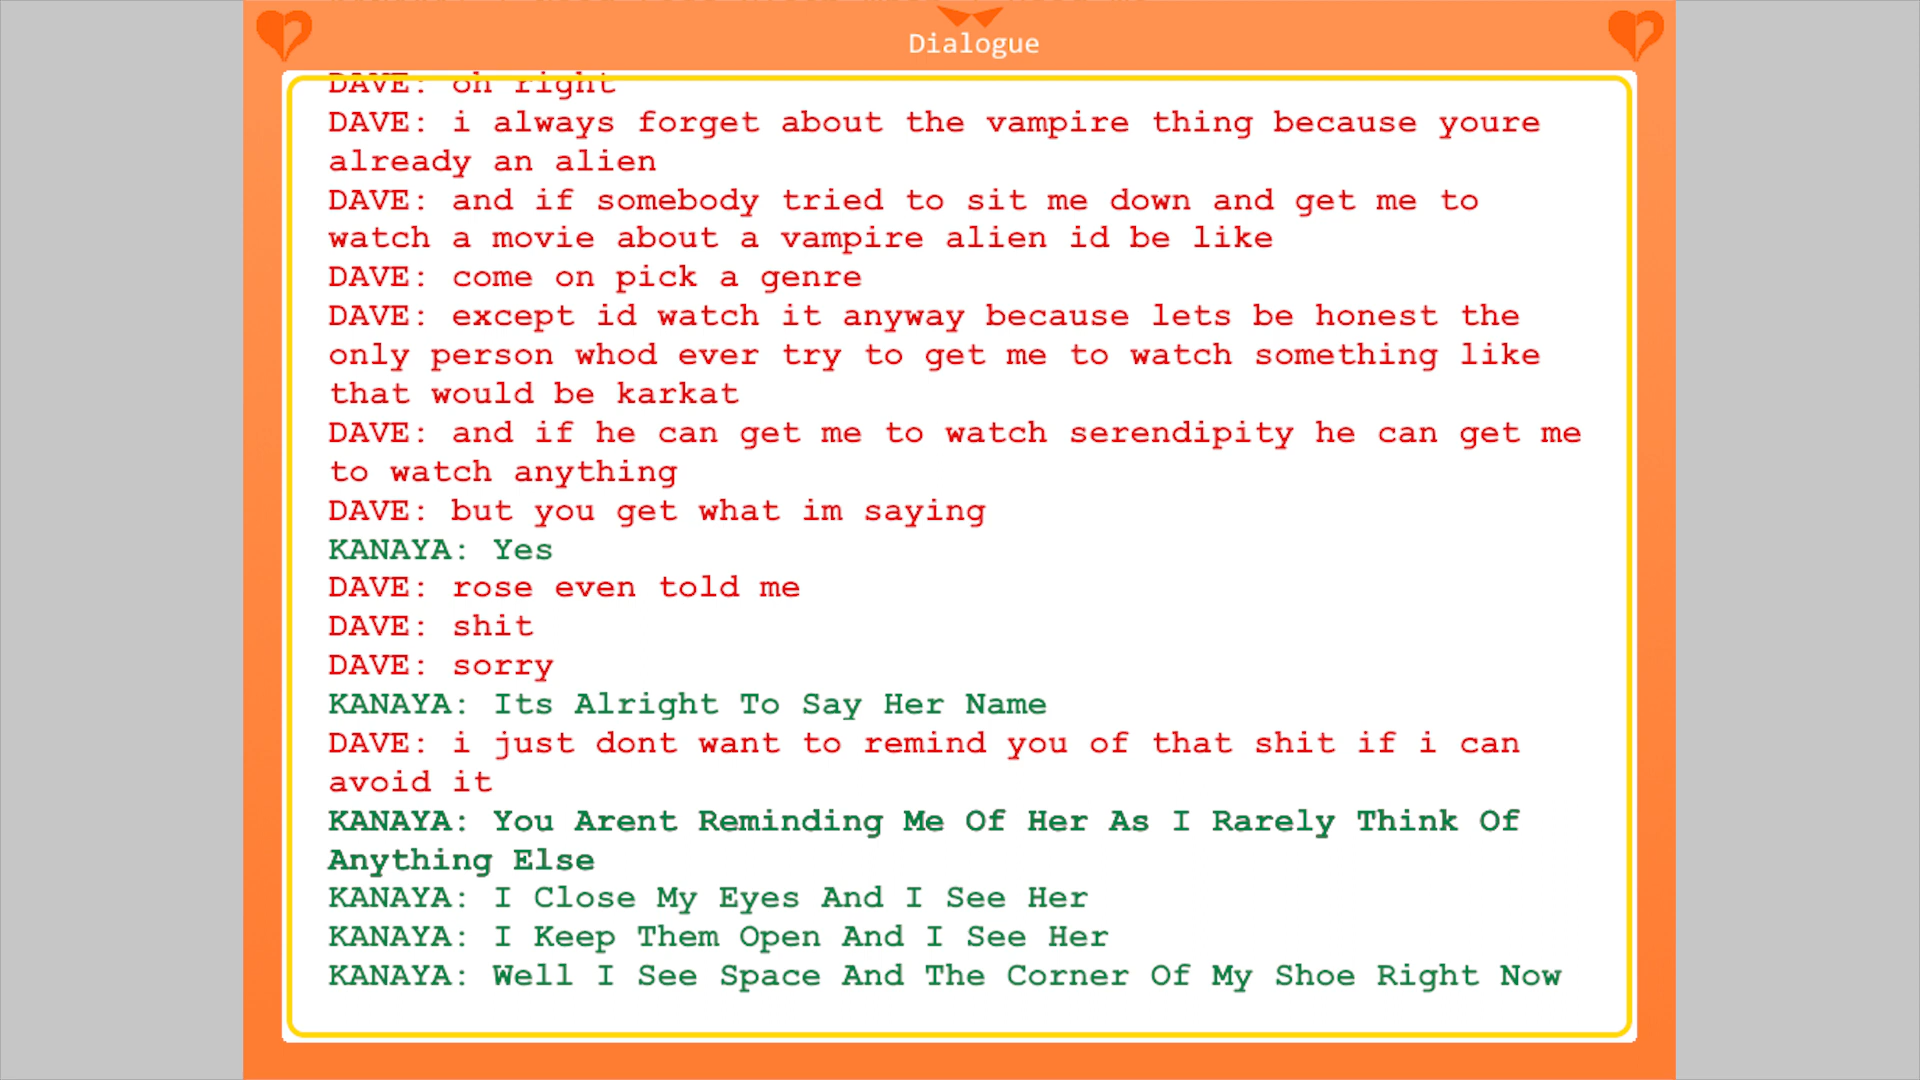 Dialogue
DAVE: oh right
DAVE: i always forget about the vampire thing because youre
already an alien
DAVE: and if somebody tried to sit me down and get me to
watch a movie about a vampire alien id be like
DAVE: come on pick a genre
DAVE: except id watch it anyway because lets be honest the
only person whod ever try to get me to watch something like
that would be karkat
DAVE: and if he can get me to watch serendipity he can get me
to watch anything
DAVE: but you get what im saying
KANAYA: Yes
DAVE: rose even told me
DAVE: shit
DAVE: sorry
KANAYA: Its Alright To Say Her Name
DAVE: i just dont want to remind you of that shit if i can
avoid it
KANAYA: You Arent Reminding Me Of Her As I Rarely Think Of
Anything Else
KANAYA: I Close My Eyes And I See Her
KANAYA: I Keep Them Open And I See Her
KANAYA: Well I See Space And The Corner Of My Shoe Right Now